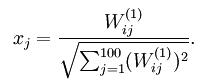 x_j = \frac{W_{ij}^{(1)}}{\sqrt{\sum_{j=1}^{100} (W_{ij}^{(1)})^2}}.